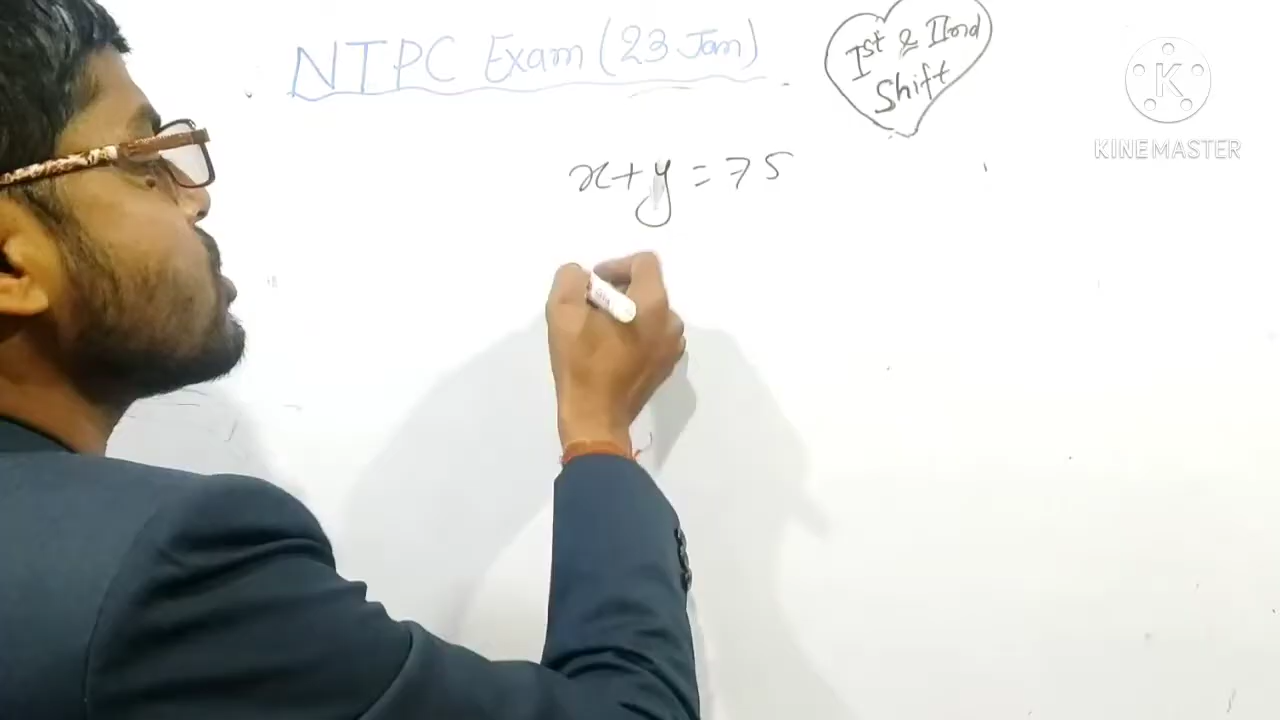 NTPC Exam (23 Jan)
Ist & IInd
Shift
K
KINEMASTER
x+y=75